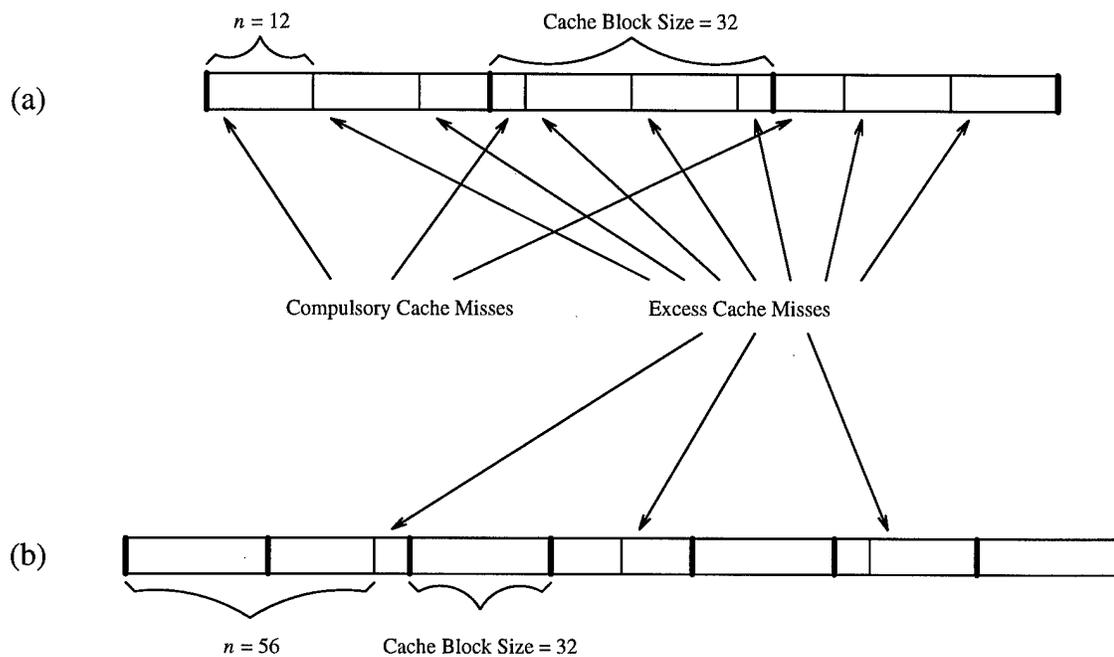 n = 12
Cache Block Size = 32
(a)
Compulsory Cache Misses
Excess Cache Misses
(b)
n = 56
Cache Block Size = 32